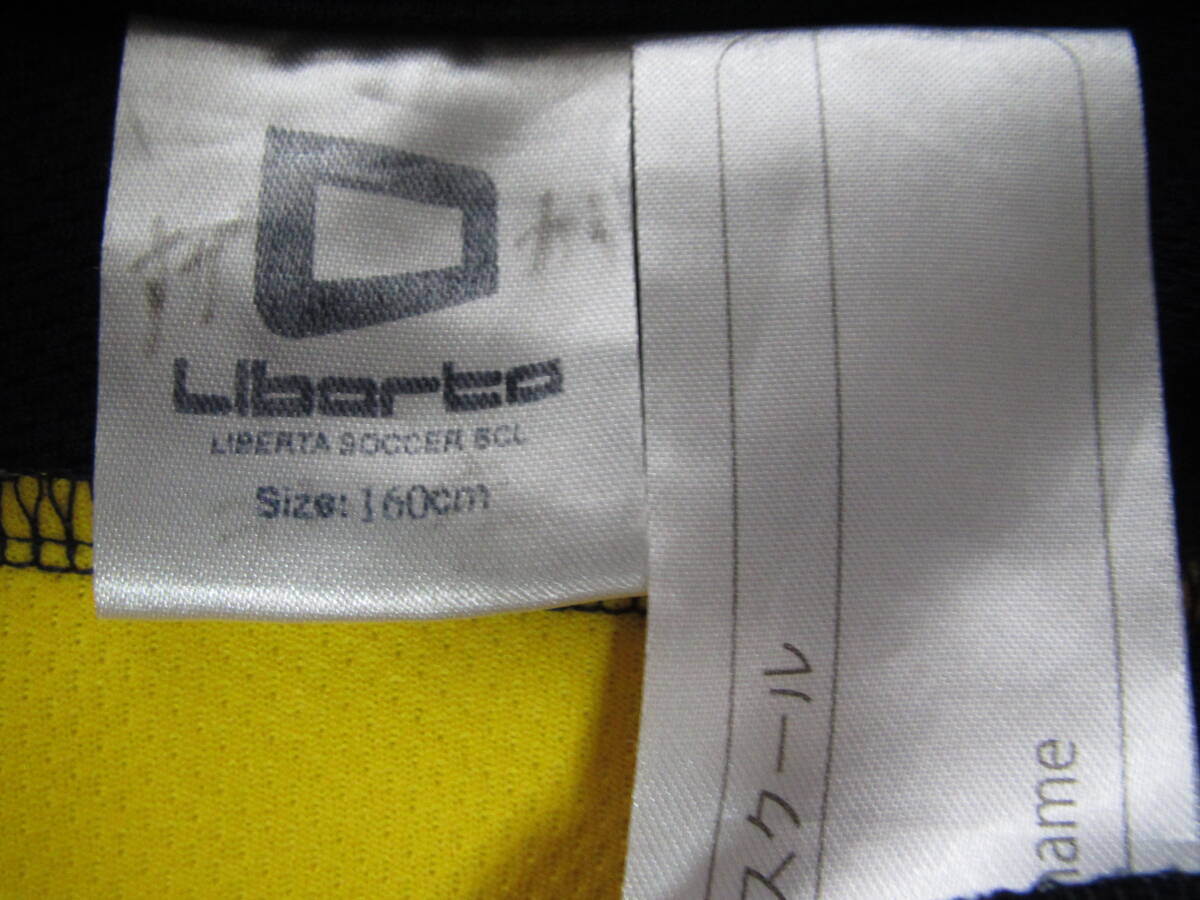 Liberta
LIBERTA SOCCER SCL
Size: 160cm
スクール
name